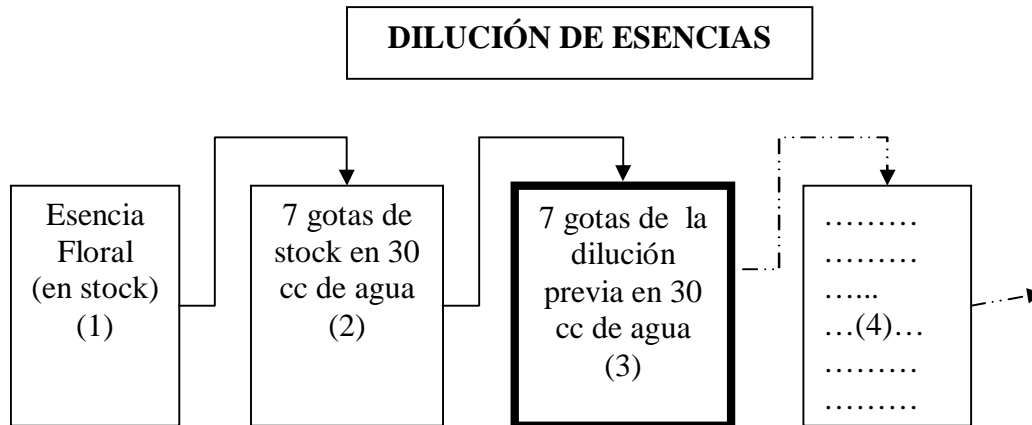 DILUCIÓN DE ESENCIAS
Esencia
Floral
(en stock)
(1)
7 gotas de
stock en 30
cc de agua
(2)
7 gotas de la
dilución
previa en 30
cc de agua
(3)
………
………
…...
…(4)…
………
………